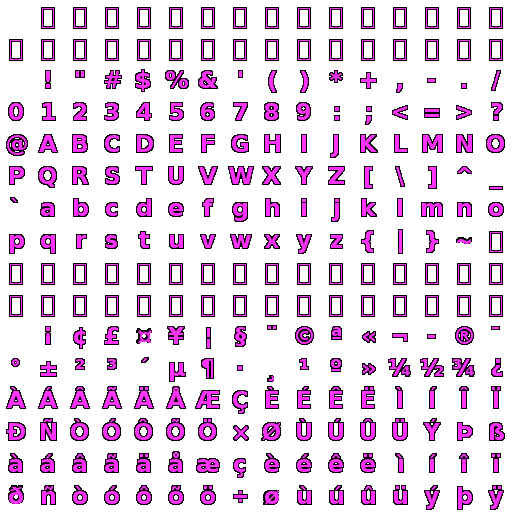 ! " # $ % & ' ( ) * + , - . /
0 1 2 3 4 5 6 7 8 9 : ; < = > ?
@ A B C D E F G H I J K L M N O
P Q R S T U V W X Y Z [ \ ] ^ _
` a b c d e f g h i j k l m n o
p q r s t u v w x y z { | } ~
¡ ¢ £ ¤ ¥ ¦ § ¨ © ª « ¬ - ® ¯
° ± ² ³ ´ µ ¶ · ¸ ¹ º » ¼ ½ ¾ ¿
À Á Â Ã Ä Å Æ Ç È É Ê Ë Ì Í Î Ï
Ð Ñ Ò Ó Ô Õ Ö × Ø Ù Ú Û Ü Ý Þ ß
à á â ã ä å æ ç è é ê ë ì í î ï
ð ñ ò ó ô õ ö ÷ ø ù ú û ü ý þ ÿ